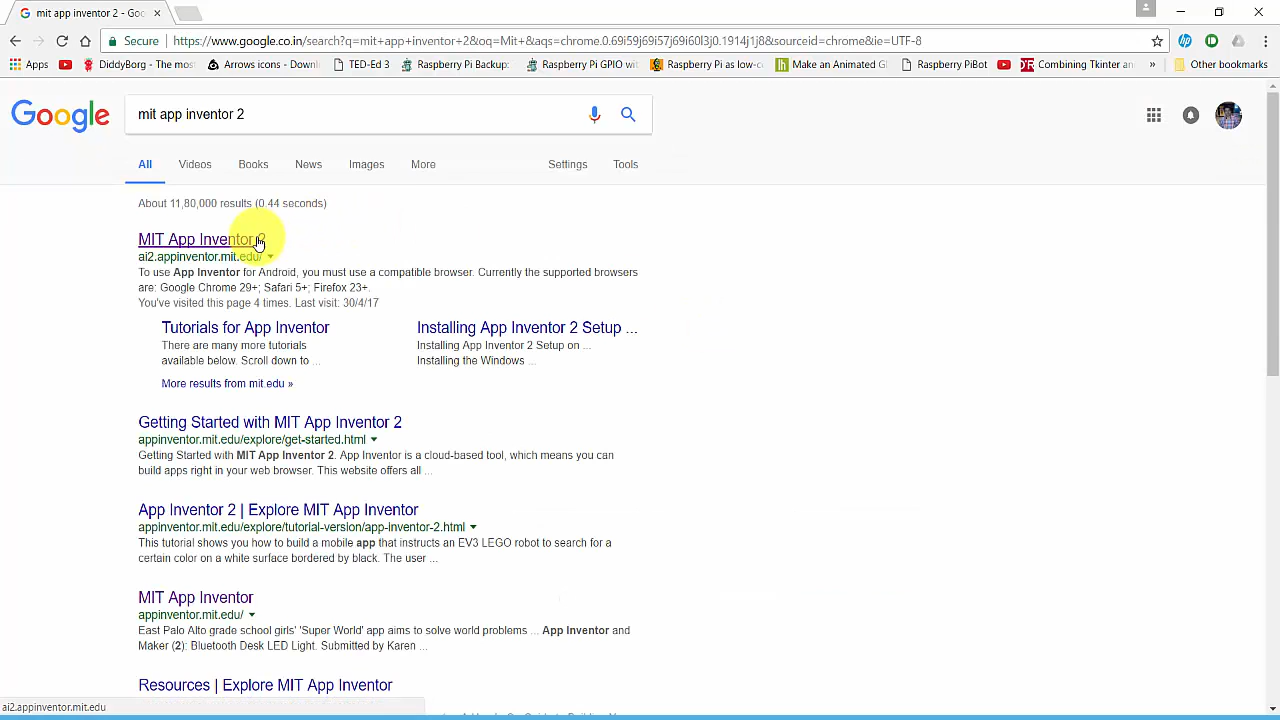 mit app inventor 2 - Goo
Secure
https://www.google.co.in/search?q=mit+app+inventor+2&oq=Mit+&aqs=chrome.0.69i59j69i57j69i60l3j0.1914j1j8&sourceid=chrome&ie=UTF-8
Apps
DiddyBorg - The most
Arrows icons - Downl
TED-Ed 3
Raspberry Pi Backup:
Raspberry Pi GPIO wit
Raspberry Pi as low-c
Make an Animated G
Raspberry PiBot
Combining Tkinter an
»
Other bookmarks
Google
mit app inventor 2
All
Videos
Books
News
Images
More
Settings
Tools
About 11,80,000 results (0.44 seconds)
MIT App Inventor 2
ai2.appinventor.mit.edu/
To use App Inventor for Android, you must use a compatible browser. Currently the supported browsers
are: Google Chrome 29+; Safari 5+; Firefox 23+.
You've visited this page 4 times. Last visit: 30/4/17
Tutorials for App Inventor
There are many more tutorials
available below. Scroll down to ...
Installing App Inventor 2 Setup ...
Installing App Inventor 2 Setup on ...
Installing the Windows ...
More results from mit.edu »
Getting Started with MIT App Inventor 2
appinventor.mit.edu/explore/get-started.html
Getting Started with MIT App Inventor 2. App Inventor is a cloud-based tool, which means you can
build apps right in your web browser. This website offers all ...
App Inventor 2 | Explore MIT App Inventor
appinventor.mit.edu/explore/tutorial-version/app-inventor-2.html
This tutorial shows you how to build a mobile app that instructs an EV3 LEGO robot to search for a
certain color on a white surface bordered by black. The user ...
MIT App Inventor
appinventor.mit.edu/
East Palo Alto grade school girls' 'Super World' app aims to solve world problems ... App Inventor and
Maker (2): Bluetooth Desk LED Light. Submitted by Karen ...
Resources | Explore MIT App Inventor
ai2.appinventor.mit.edu